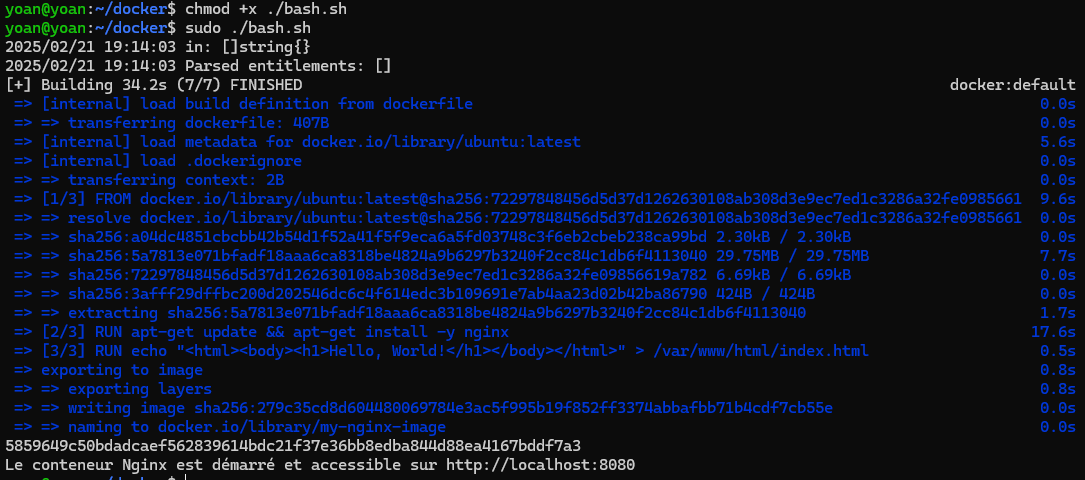 yoan@yoan:~/docker$ chmod +x ./bash.sh
yoan@yoan:~/docker$ sudo ./bash.sh
2025/02/21 19:14:03 in: []string{}
2025/02/21 19:14:03 Parsed entitlements: []
[+] Building 34.2s (7/7) FINISHED docker:default
=> [internal] load build definition from dockerfile 0.0s
=> => transferring dockerfile: 407B 0.0s
=> [internal] load metadata for docker.io/library/ubuntu:latest 5.6s
=> [internal] load .dockerignore 0.0s
=> => transferring context: 2B 0.0s
=> [1/3] FROM docker.io/library/ubuntu:latest@sha256:72297848456d5d37d1262630108ab308d3e9ec7ed1c3286a32fe0985661 9.6s
=> => resolve docker.io/library/ubuntu:latest@sha256:72297848456d5d37d1262630108ab308d3e9ec7ed1c3286a32fe0985661 0.0s
=> => sha256:a04dc4851cbcbb42b54d1f52a41f5f9eca6a5fd03748c3f6eb2cbeb238ca99bd 2.30kB / 2.30kB 0.0s
=> => sha256:5a7813e071bfadf18aaa6ca8318be4824a9b6297b3240f2cc84c1db6f4113040 29.75MB / 29.75MB 7.7s
=> => sha256:72297848456d5d37d1262630108ab308d3e9ec7ed1c3286a32fe09856619a782 6.69kB / 6.69kB 0.0s
=> => sha256:3afff29dffbc200d202546dc6c4f614edc3b109691e7ab4aa23d02b42ba86790 424B / 424B 0.0s
=> => extracting sha256:5a7813e071bfadf18aaa6ca8318be4824a9b6297b3240f2cc84c1db6f4113040 1.7s
=> [2/3] RUN apt-get update && apt-get install -y nginx 17.6s
=> [3/3] RUN echo "<html><body><h1>Hello, World!</h1></body></html>" > /var/www/html/index.html 0.5s
=> exporting to image 0.8s
=> => exporting layers 0.8s
=> => writing image sha256:279c35cd8d604480069784e3ac5f995b19f852ff3374abbafbb71b4cdf7cb55e 0.0s
=> => naming to docker.io/library/my-nginx-image 0.0s
5859649c50bdadcaef562839614bdc21f37e36bb8edba844d88ea4167bddf7a3
Le conteneur Nginx est démarré et accessible sur http://localhost:8080
yoan@yoan:~/docker$